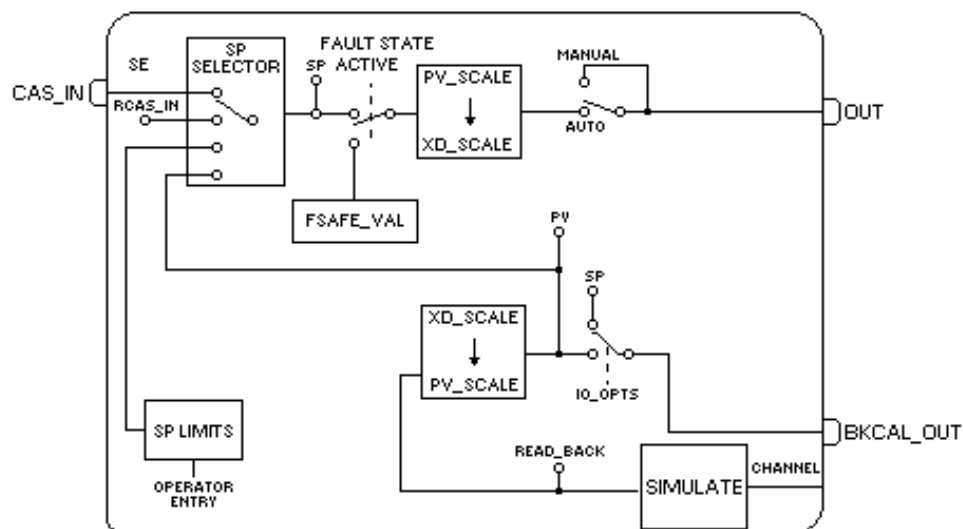 SE
SP
SELECTOR
CAS_IN
RCAS_IN
FAULT STATE
ACTIVE
SP
PV_SCALE
XD_SCALE
MANUAL
AUTO
OUT
FSAFE_VAL
PV
SP
XD_SCALE
PV_SCALE
IO_OPTS
SP LIMITS
OPERATOR
ENTRY
READ_BACK
SIMULATE
CHANNEL
BKCAL_OUT